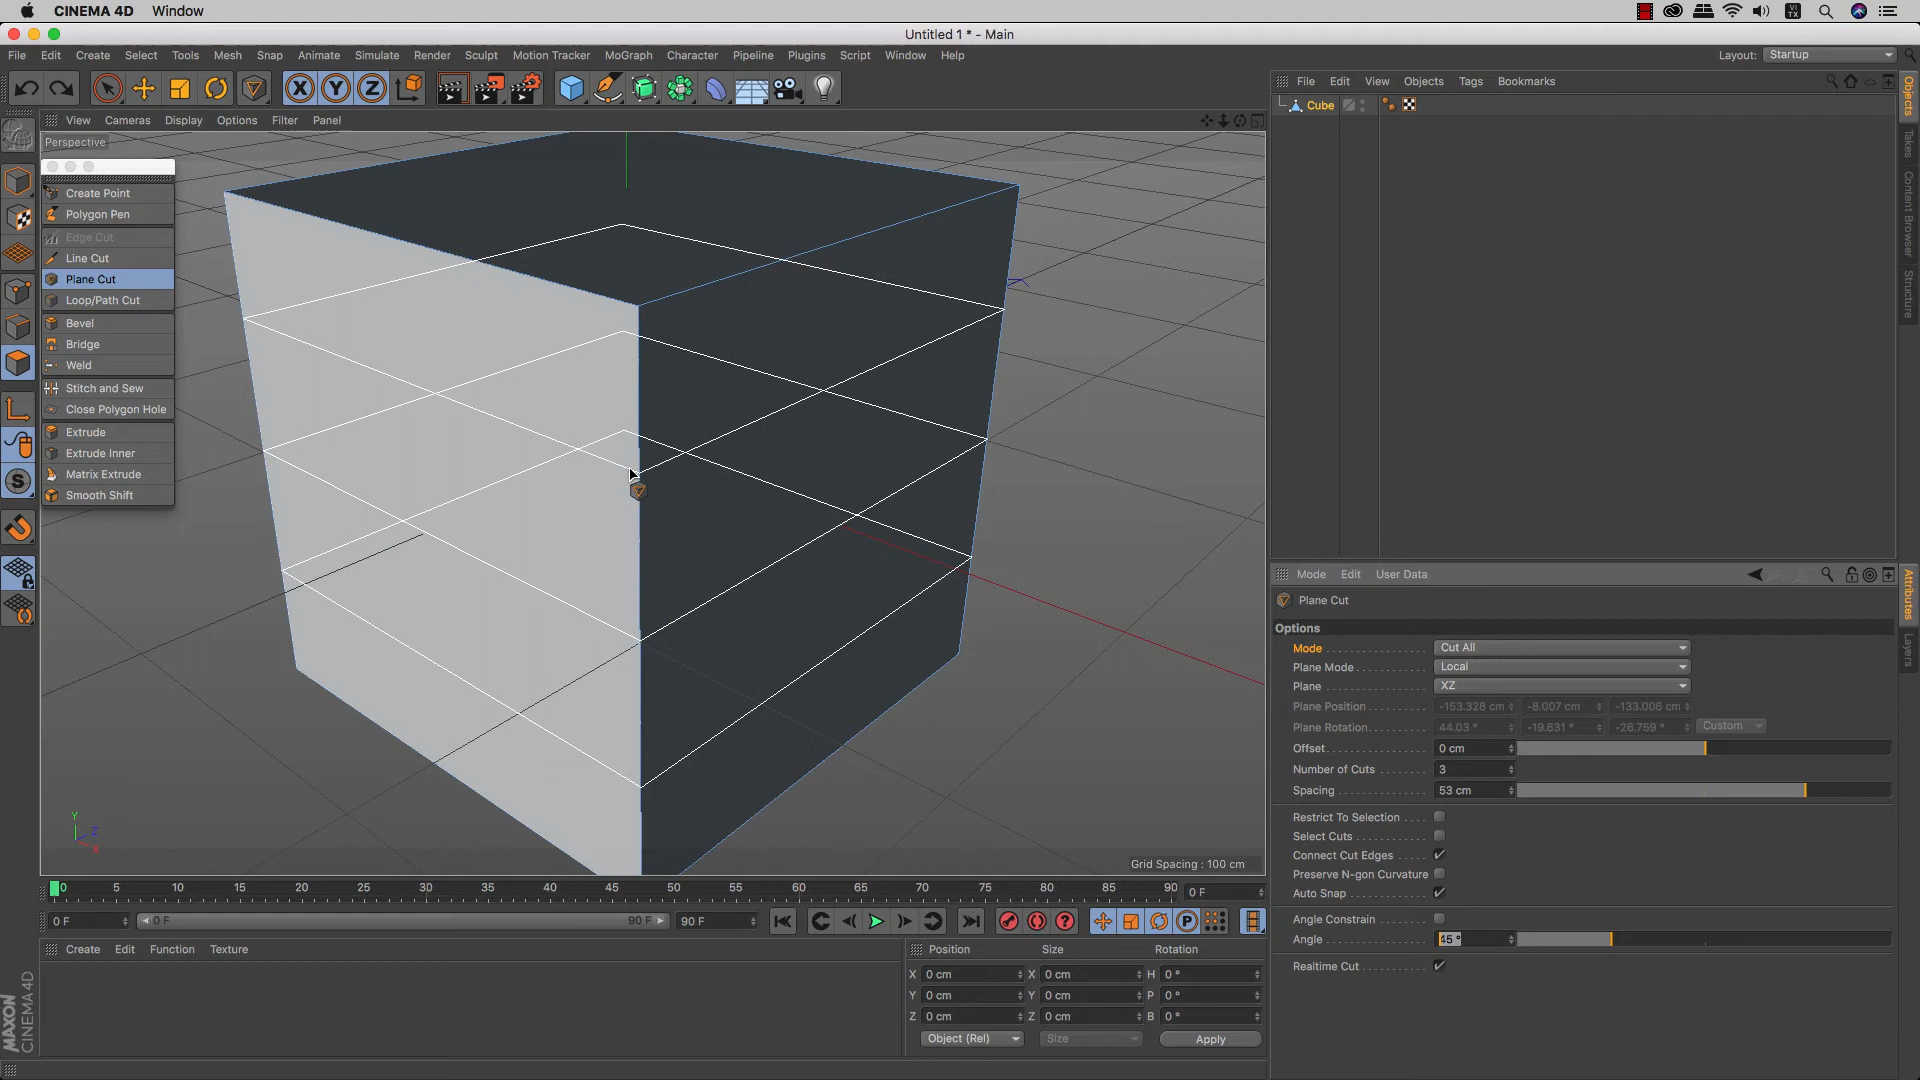 CINEMA 4D Window
VI
TX
Untitled 1 * - Main
File Edit Create Select Tools Mesh Snap Animate Simulate Render Sculpt Motion Tracker MoGraph Character Pipeline Plugins Script Window Help
Layout: Startup
X Y Z
File Edit View Objects Tags Bookmarks
View Cameras Display Options Filter Panel
Cube
Perspective
Create Point
Polygon Pen
Edge Cut
Line Cut
Plane Cut
Loop/Path Cut
Bevel
Bridge
Weld
Stitch and Sew
Close Polygon Hole
Extrude
Extrude Inner
Matrix Extrude
Smooth Shift
S
Objects
Takes
Content Browser
Structure
Mode Edit User Data
Plane Cut
Options
Mode Cut All
Plane Mode Local
Plane XZ
Plane Position -153.328 cm -8.007 cm -133.006 cm
Plane Rotation 44.03 ° -19.631 ° -26.759 ° Custom
Offset 0 cm
Number of Cuts 3
Spacing 53 cm
Restrict To Selection
Select Cuts
Connect Cut Edges
Preserve N-gon Curvature
Auto Snap
Angle Constrain
Angle 45 °
Realtime Cut
Attributes
Layers
Y
Z
X
Grid Spacing : 100 cm
0 5 10 15 20 25 30 35 40 45 50 55 60 65 70 75 80 85 90 0 F
0 F 0 F 90 F 90 F
? P
Create Edit Function Texture
Position Size Rotation
X 0 cm X 0 cm H 0 °
Y 0 cm Y 0 cm P 0 °
Z 0 cm Z 0 cm B 0 °
Object (Rel) Size Apply
MAXON
CINEMA 4D